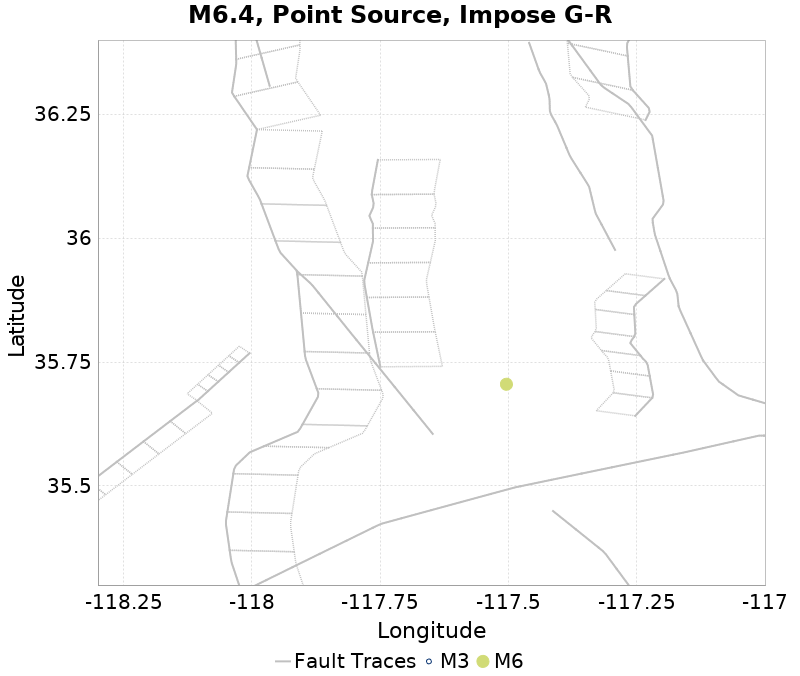 M6.4, Point Source, Impose G-R
36.25
36
35.75
35.5
Latitude
-118.25 -118 -117.75 -117.5 -117.25 -117
Longitude
Fault Traces M3 M6